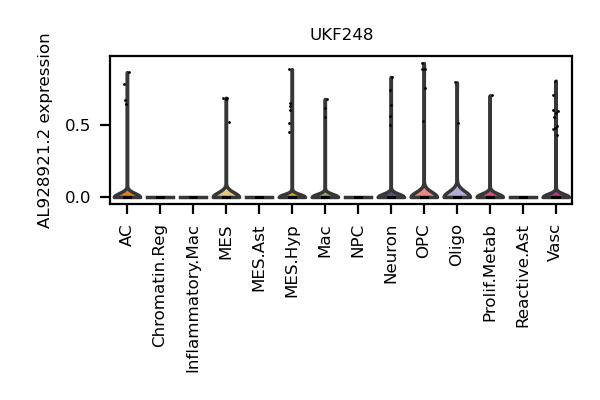 UKF248
AL928921.2 expression
0.5
0.0
AC
Chromatin.Reg
Inflammatory.Mac
MES
MES.Ast
MES.Hyp
Mac
NPC
Neuron
OPC
Oligo
Prolif.Metab
Reactive.Ast
Vasc